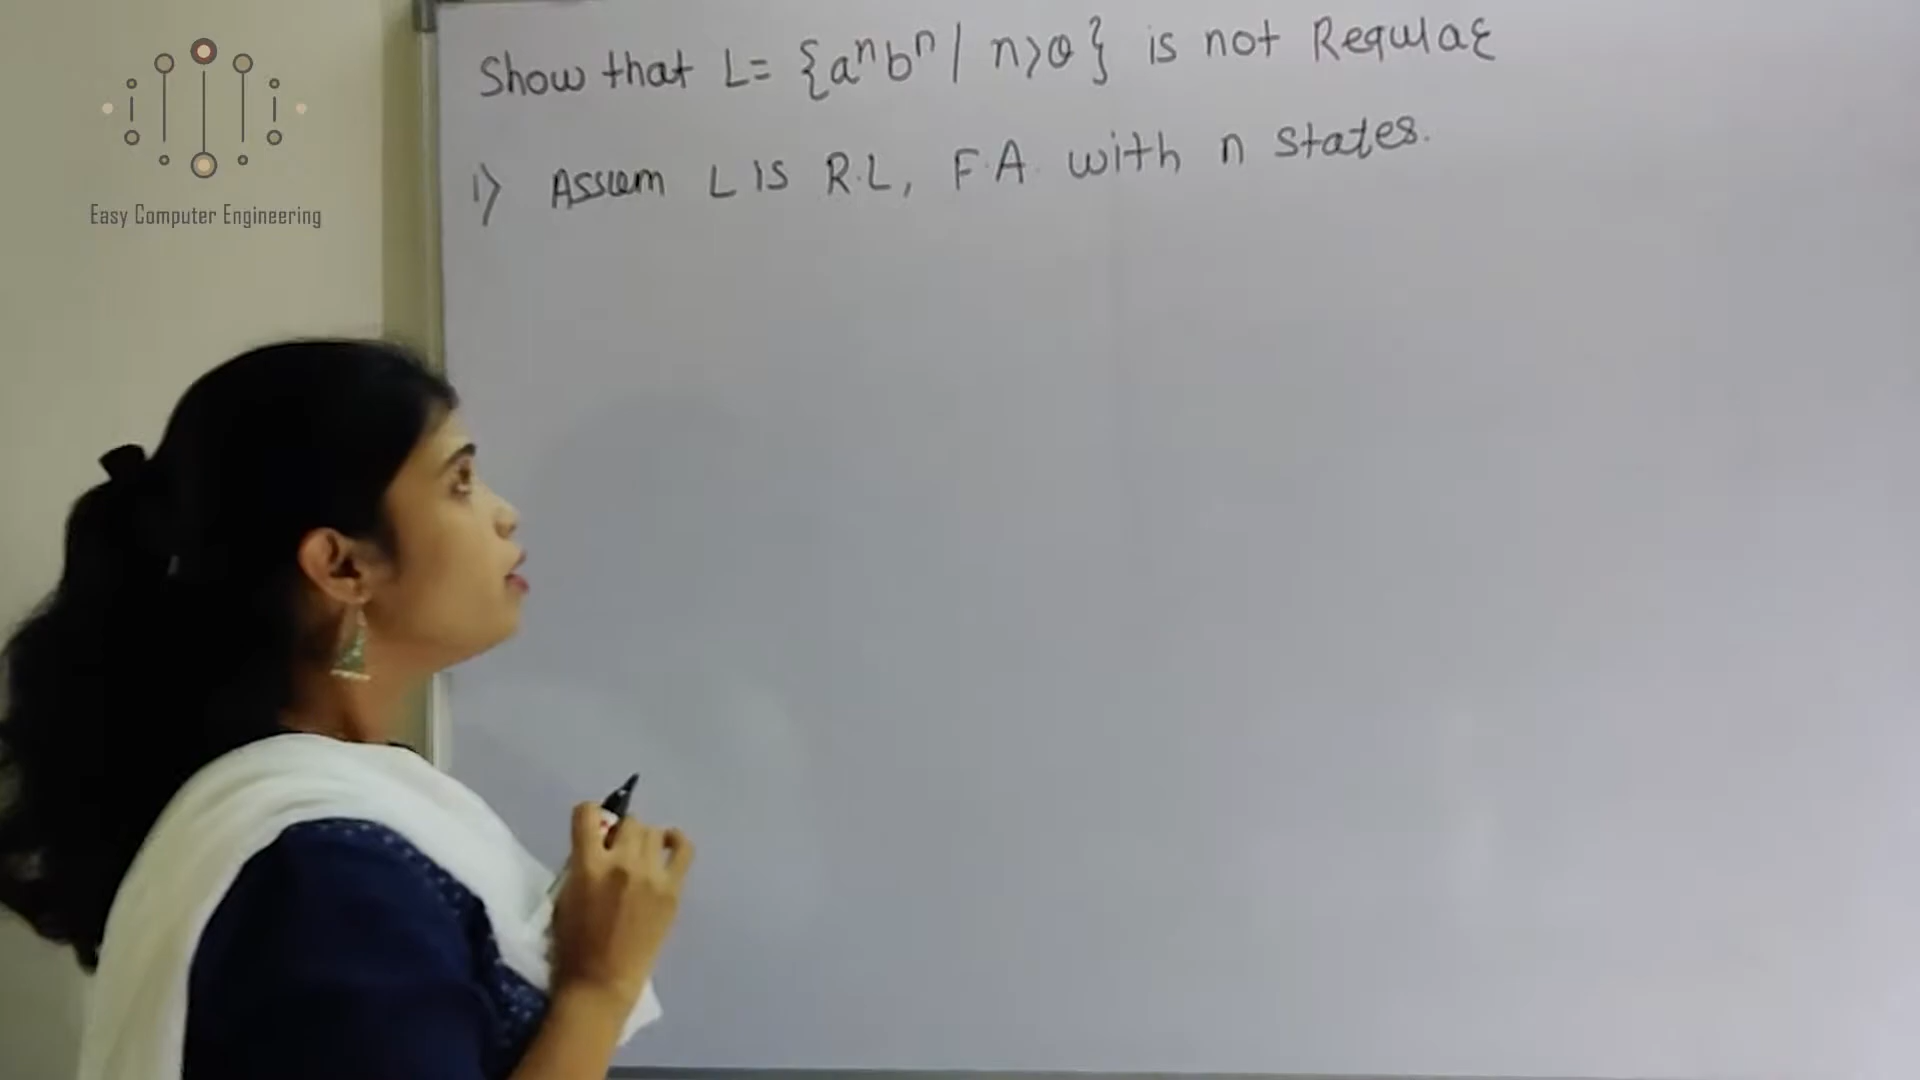 Easy Computer Engineering
Show that L= {aⁿbⁿ / n>0} is not Regular
1) Assum L is R.L, F.A. with n states.